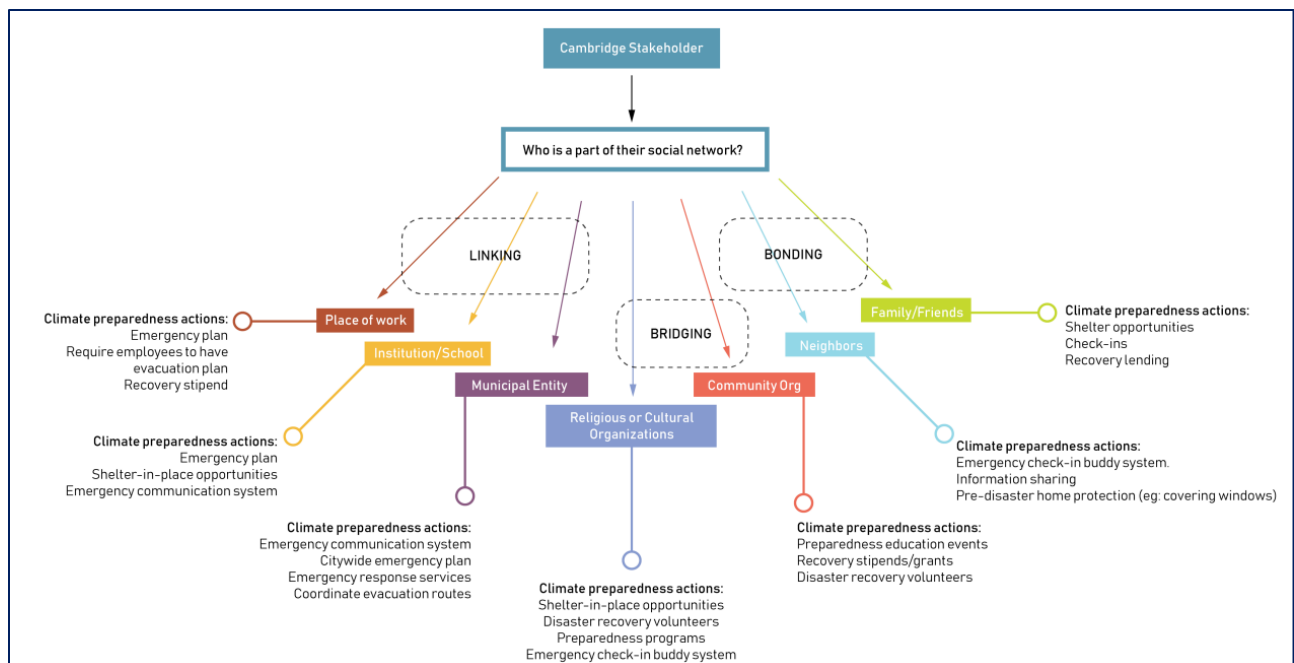 Cambridge Stakeholder
Who is a part of their social network?
LINKING
BONDING
BRIDGING
Place of work
Institution/School
Municipal Entity
Religious or Cultural
Organizations
Community Org
Neighbors
Family/Friends
Climate preparedness actions:
Emergency plan
Require employees to have
evacuation plan
Recovery stipend
Climate preparedness actions:
Emergency plan
Shelter-in-place opportunities
Emergency communication system
Climate preparedness actions:
Emergency communication system
Citywide emergency plan
Emergency response services
Coordinate evacuation routes
Climate preparedness actions:
Shelter-in-place opportunities
Disaster recovery volunteers
Preparedness programs
Emergency check-in buddy system
Climate preparedness actions:
Preparedness education events
Recovery stipends/grants
Disaster recovery volunteers
Climate preparedness actions:
Emergency check-in buddy system.
Information sharing
Pre-disaster home protection (eg: covering windows)
Climate preparedness actions:
Shelter opportunities
Check-ins
Recovery lending